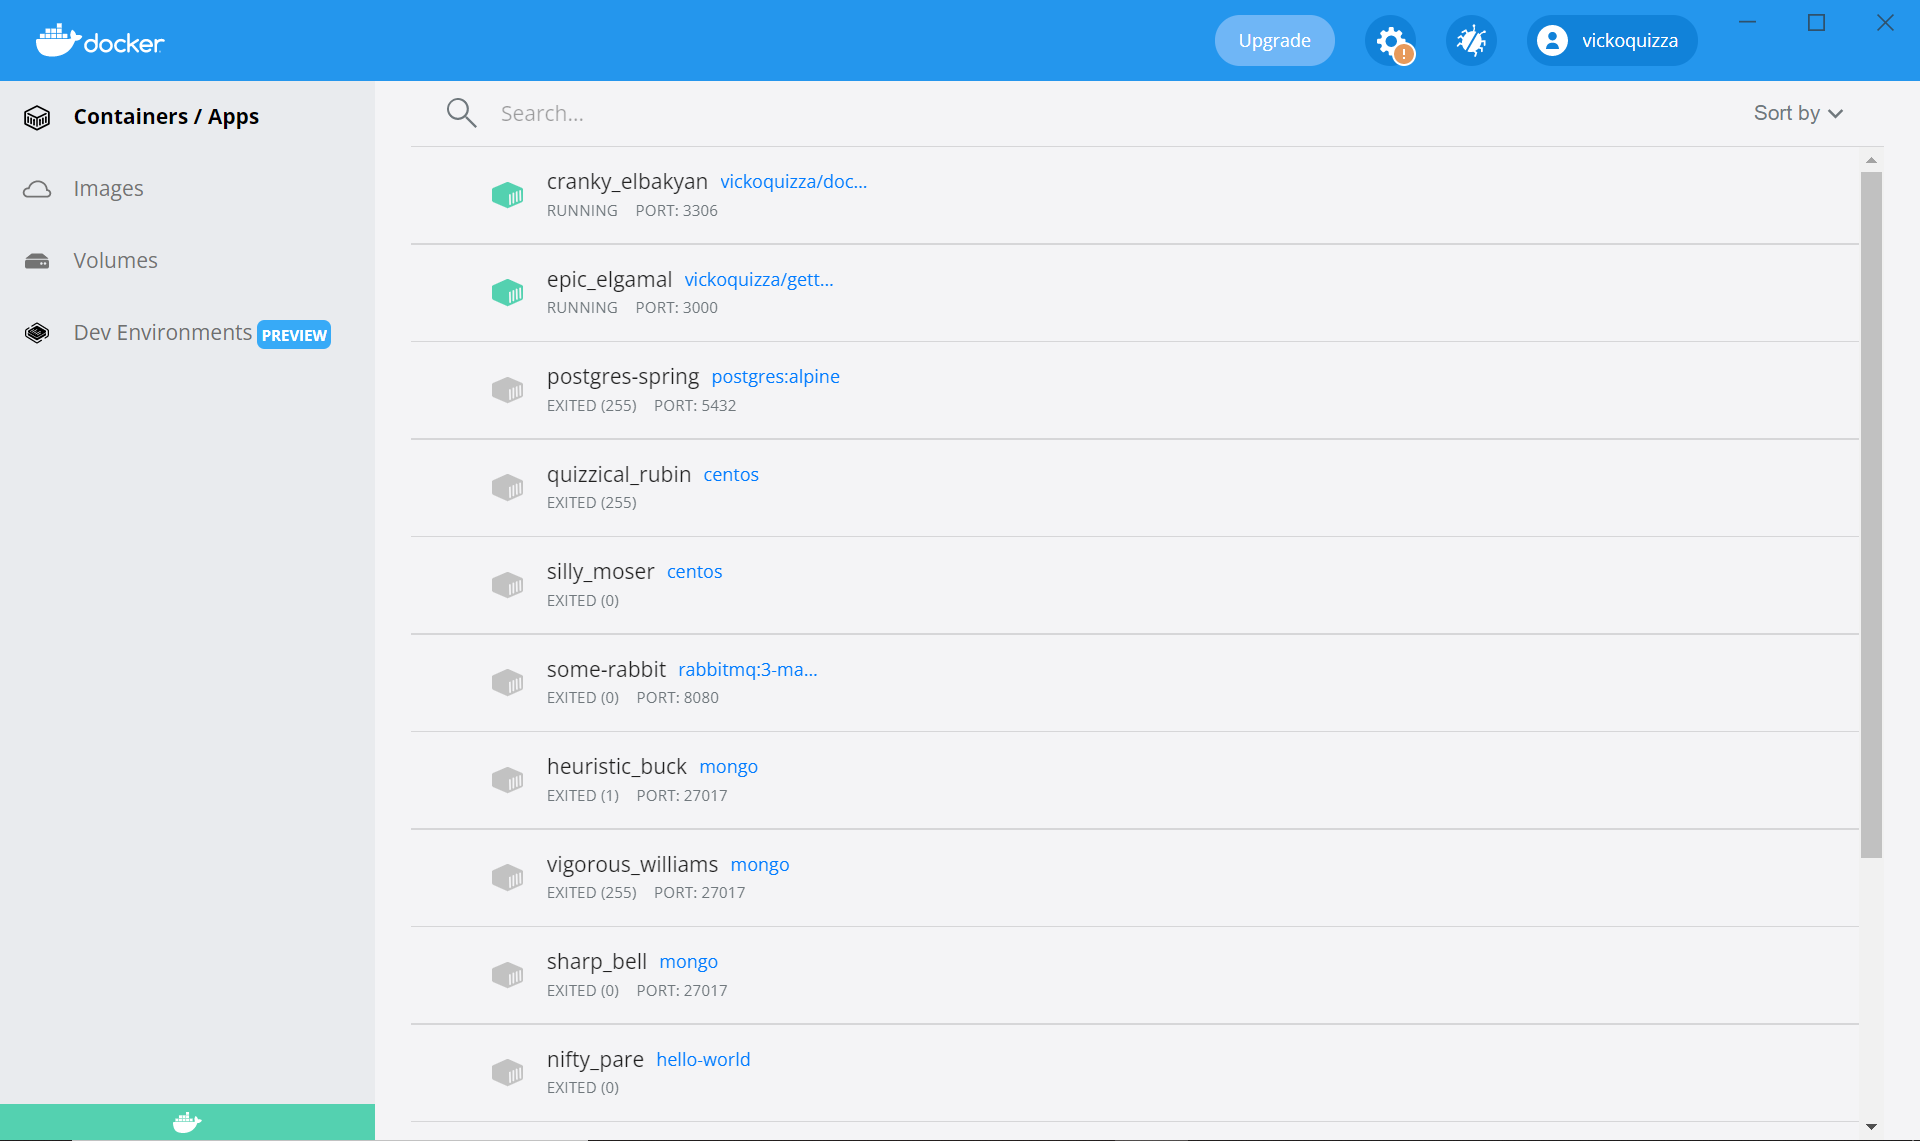 docker
Upgrade
!
vickoquizza
Containers / Apps
Images
Volumes
Dev Environments PREVIEW
Search...
Sort by
cranky_elbakyan vickoquizza/doc...
RUNNING PORT: 3306
epic_elgamal vickoquizza/gett...
RUNNING PORT: 3000
postgres-spring postgres:alpine
EXITED (255) PORT: 5432
quizzical_rubin centos
EXITED (255)
silly_moser centos
EXITED (0)
some-rabbit rabbitmq:3-ma...
EXITED (0) PORT: 8080
heuristic_buck mongo
EXITED (1) PORT: 27017
vigorous_williams mongo
EXITED (255) PORT: 27017
sharp_bell mongo
EXITED (0) PORT: 27017
nifty_pare hello-world
EXITED (0)